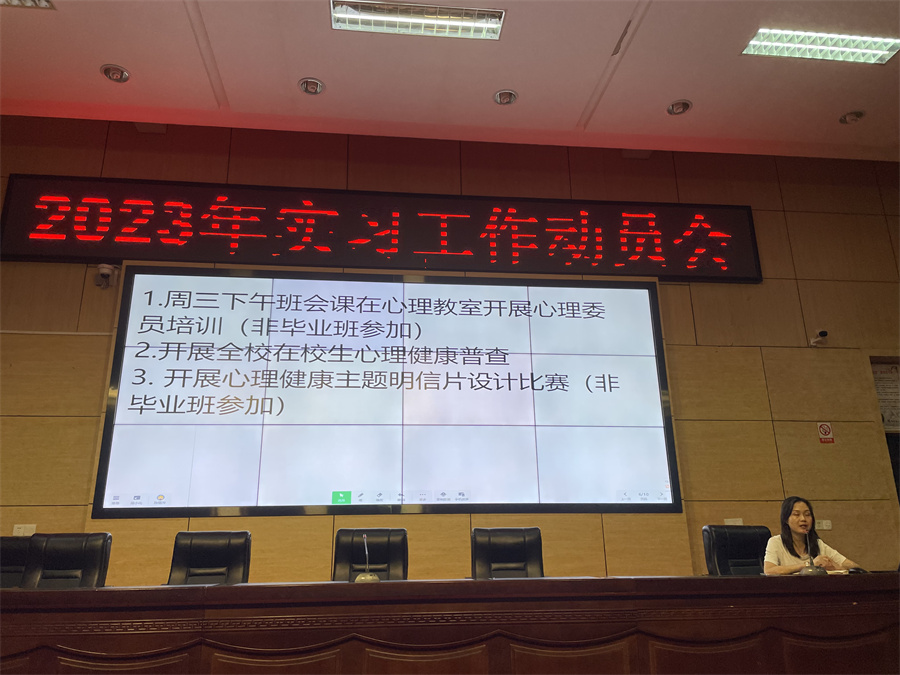 2023年实习工作动员会
1.周三下午班会课在心理教室开展心理委
员培训（非毕业班参加）
2.开展全校在校生心理健康普查
3. 开展心理健康主题明信片设计比赛（非
毕业班参加）